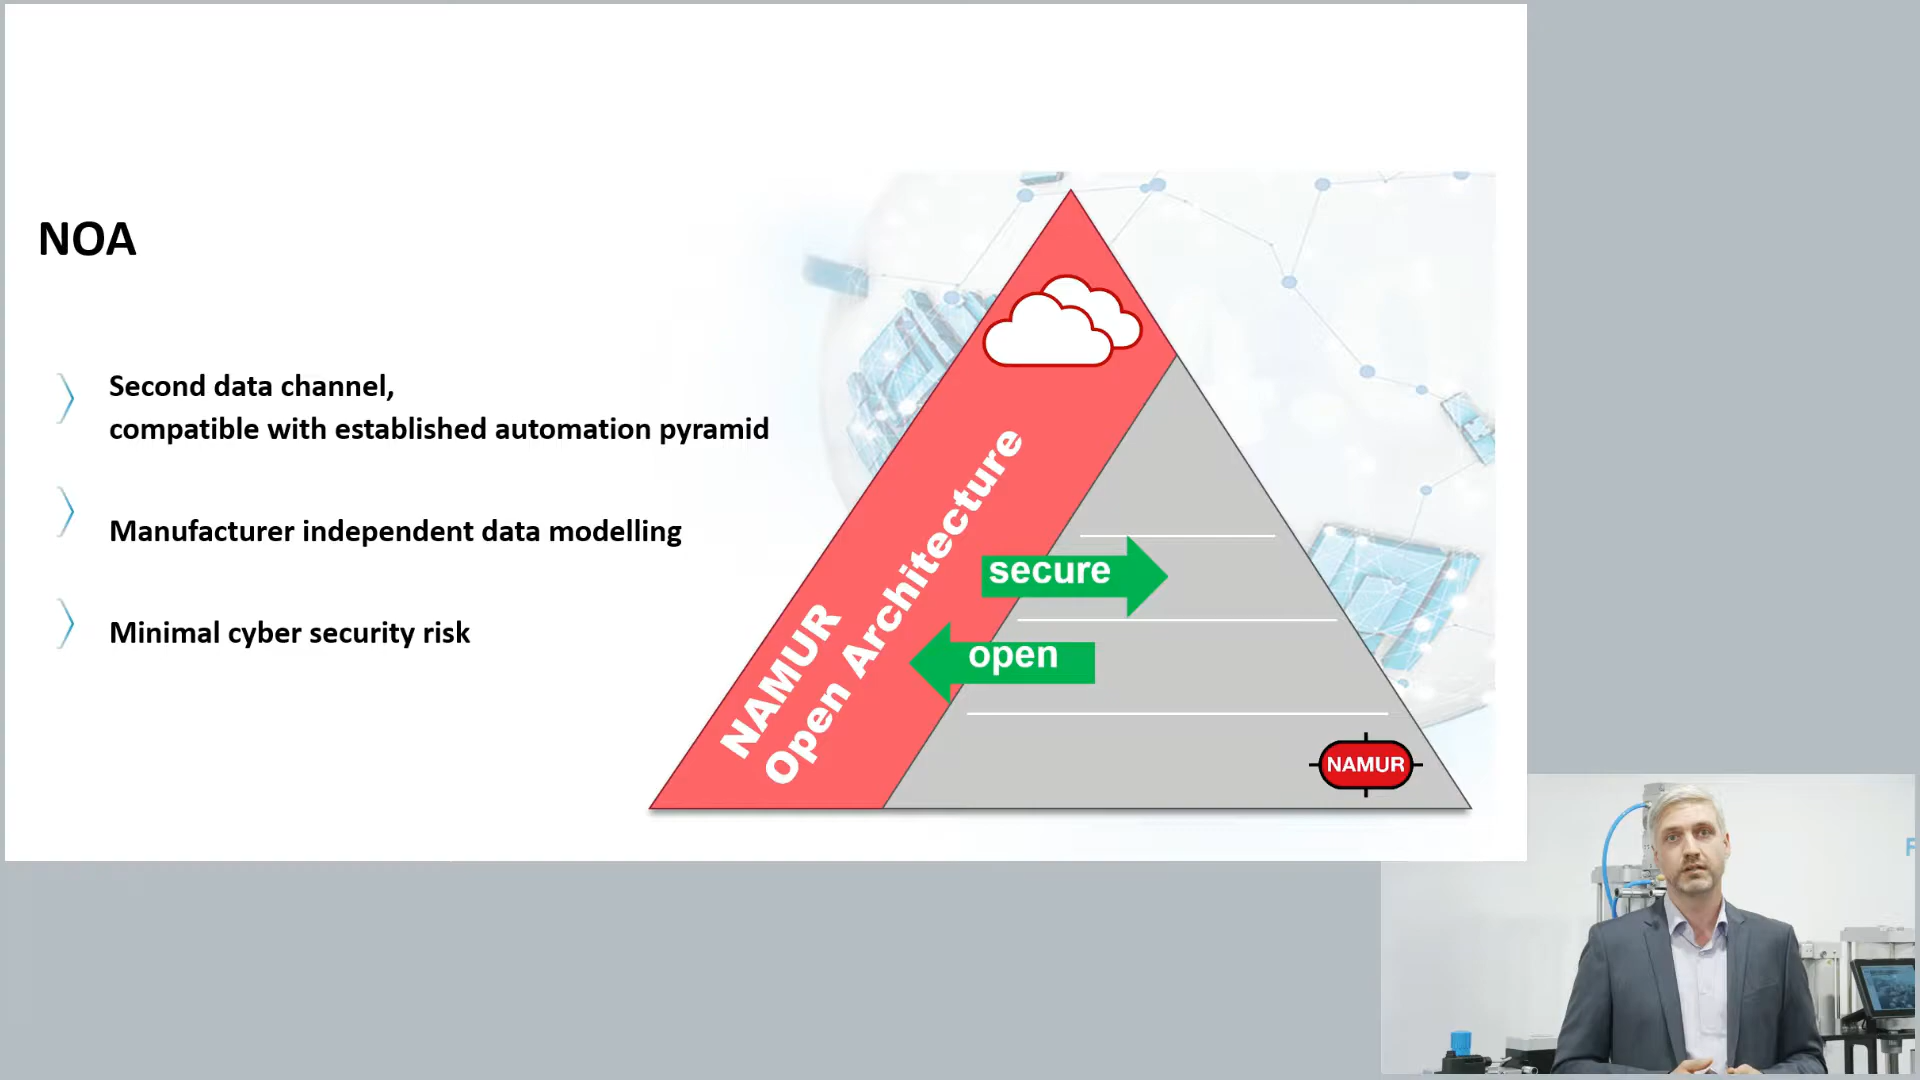 NOA
Second data channel,
compatible with established automation pyramid
Manufacturer independent data modelling
Minimal cyber security risk
NAMUR
Open Architecture
secure
open
NAMUR
F